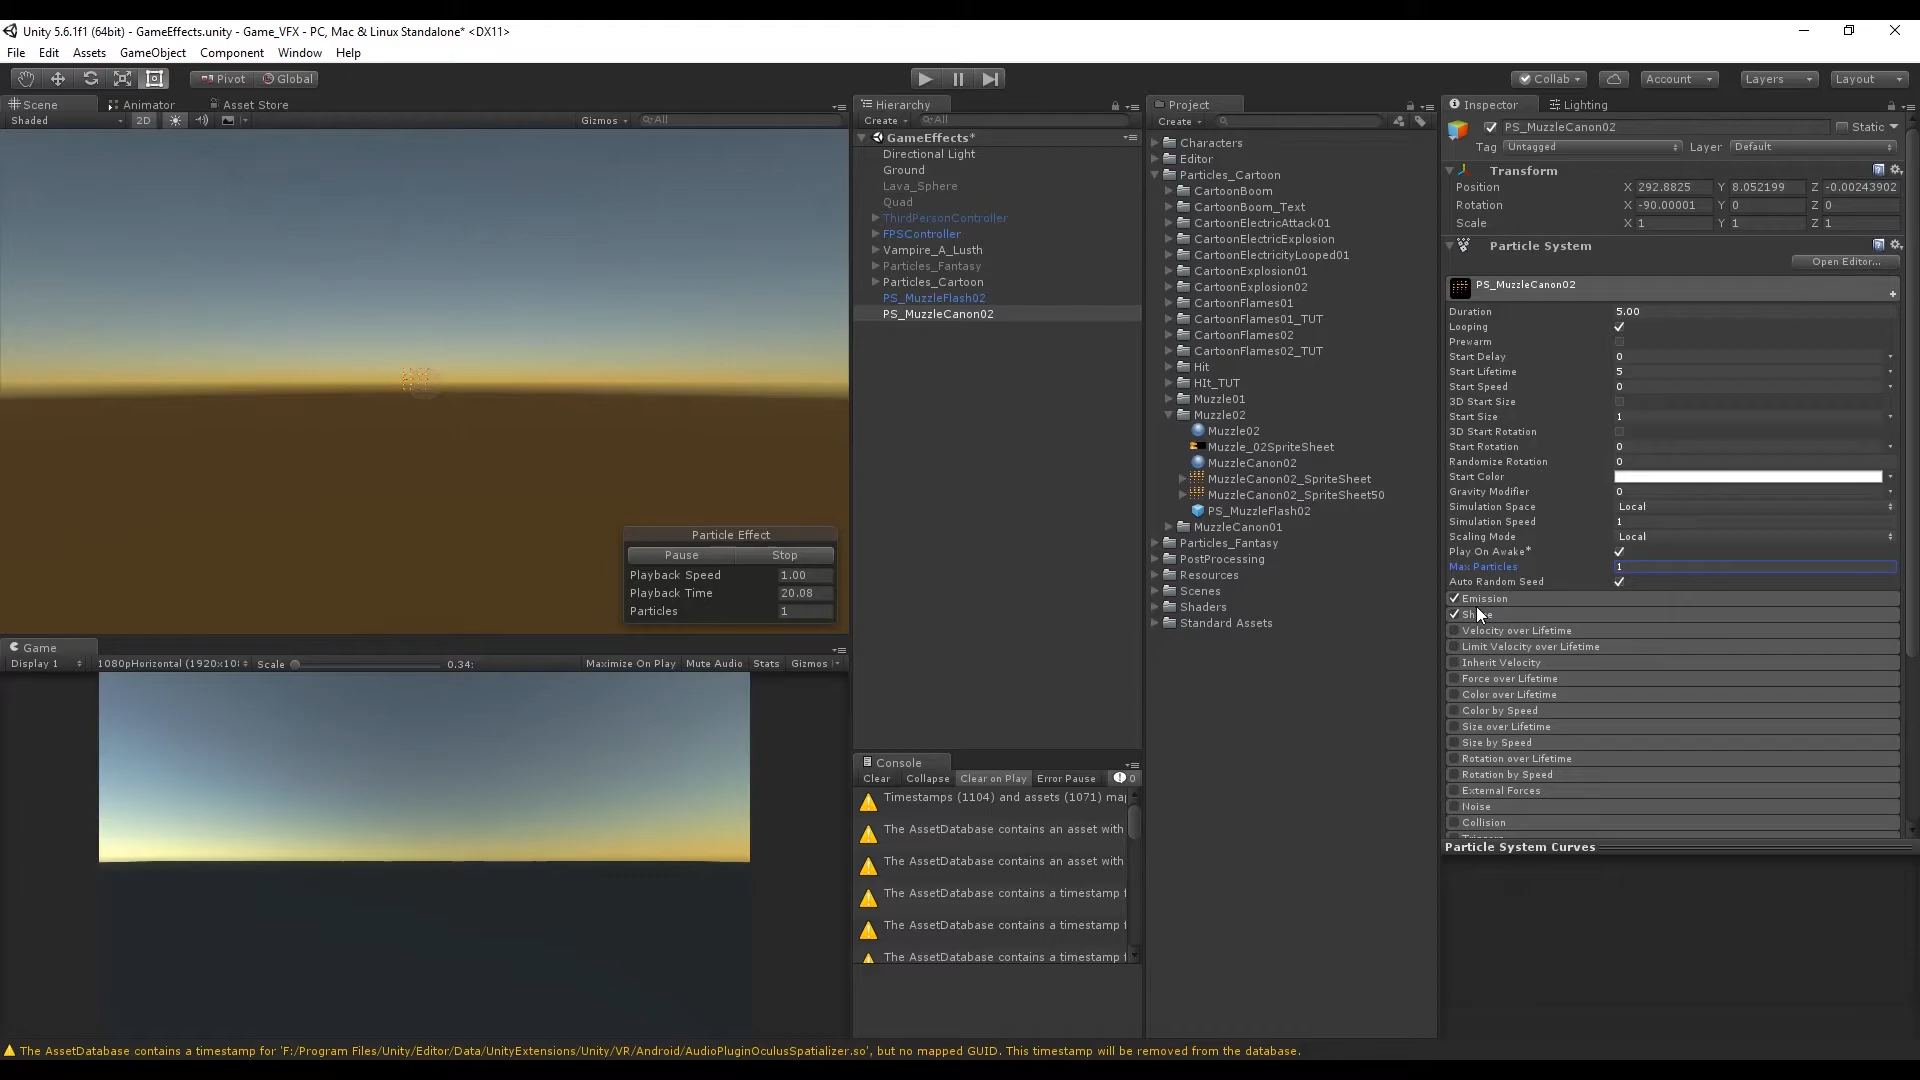 Unity 5.6.1f1 (64bit) - GameEffects.unity - Game_VFX - PC, Mac & Linux Standalone* <DX11>
File Edit Assets GameObject Component Window Help
Pivot Global Collab Account Layers Layout
Scene Animator Asset Store
Shaded 2D Gizmos All
Particle Effect
Pause Stop
Playback Speed 1.00
Playback Time 20.08
Particles 1
Game
Display 1 1080pHorizontal (1920x10 Scale 0.34: Maximize On Play Mute Audio Stats Gizmos
Hierarchy
Create All
GameEffects*
Directional Light
Ground
Lava_Sphere
Quad
ThirdPersonController
FPSController
Vampire_A_Lusth
Particles_Fantasy
Particles_Cartoon
PS_MuzzleFlash02
PS_MuzzleCanon02
Console
Clear Collapse Clear on Play Error Pause 0
Timestamps (1104) and assets (1071) ma
The AssetDatabase contains an asset with
The AssetDatabase contains an asset with
The AssetDatabase contains a timestamp f
The AssetDatabase contains a timestamp f
The AssetDatabase contains a timestamp f
Project
Create
Characters
Editor
Particles_Cartoon
CartoonBoom
CartoonBoom_Text
CartoonElectricAttack01
CartoonElectricExplosion
CartoonElectricityLooped01
CartoonExplosion01
CartoonExplosion02
CartoonFlames01
CartoonFlames01_TUT
CartoonFlames02
CartoonFlames02_TUT
Hit
HIt_TUT
Muzzle01
Muzzle02
Muzzle02
Muzzle_02SpriteSheet
MuzzleCanon02
MuzzleCanon02_SpriteSheet
MuzzleCanon02_SpriteSheet50
PS_MuzzleFlash02
MuzzleCanon01
Particles_Fantasy
PostProcessing
Resources
Scenes
Shaders
Standard Assets
Inspector Lighting
PS_MuzzleCanon02 Static
Tag Untagged Layer Default
Transform
Position X 292.8825 Y 8.052199 Z -0.00243902
Rotation X -90.00001 Y 0 Z 0
Scale X 1 Y 1 Z 1
Particle System
Open Editor...
PS_MuzzleCanon02
Duration 5.00
Looping
Prewarm
Start Delay 0
Start Lifetime 5
Start Speed 0
3D Start Size
Start Size 1
3D Start Rotation
Start Rotation 0
Randomize Rotation 0
Start Color
Gravity Modifier 0
Simulation Space Local
Simulation Speed 1
Scaling Mode Local
Play On Awake*
Max Particles 1
Auto Random Seed
Emission
Velocity over Lifetime
Limit Velocity over Lifetime
Inherit Velocity
Force over Lifetime
Color over Lifetime
Color by Speed
Size over Lifetime
Size by Speed
Rotation over Lifetime
Rotation by Speed
External Forces
Noise
Collision
Particle System Curves
The AssetDatabase contains a timestamp for 'F:/Program Files/Unity/Editor/Data/UnityExtensions/Unity/VR/Android/AudioPluginOculusSpatializer.so', but no mapped GUID. This timestamp will be removed from the database.